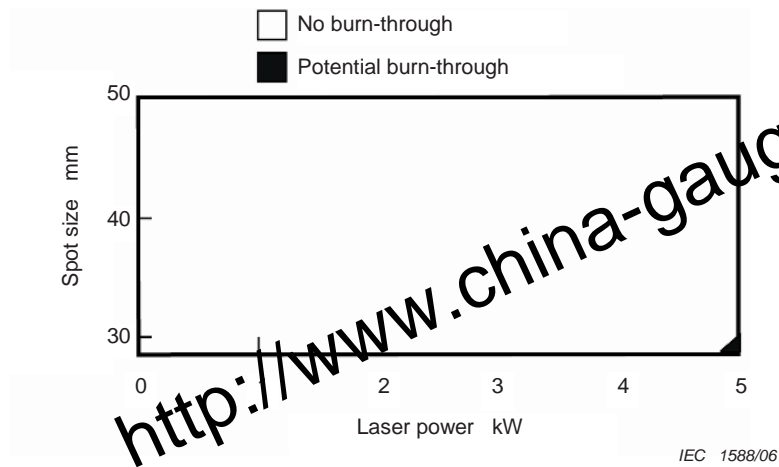 No burn-through
Potential burn-through
50
40
30
Spot size mm
0 2 3 4 5
Laser power kW
IEC 1588/06
http://www.china-gaug